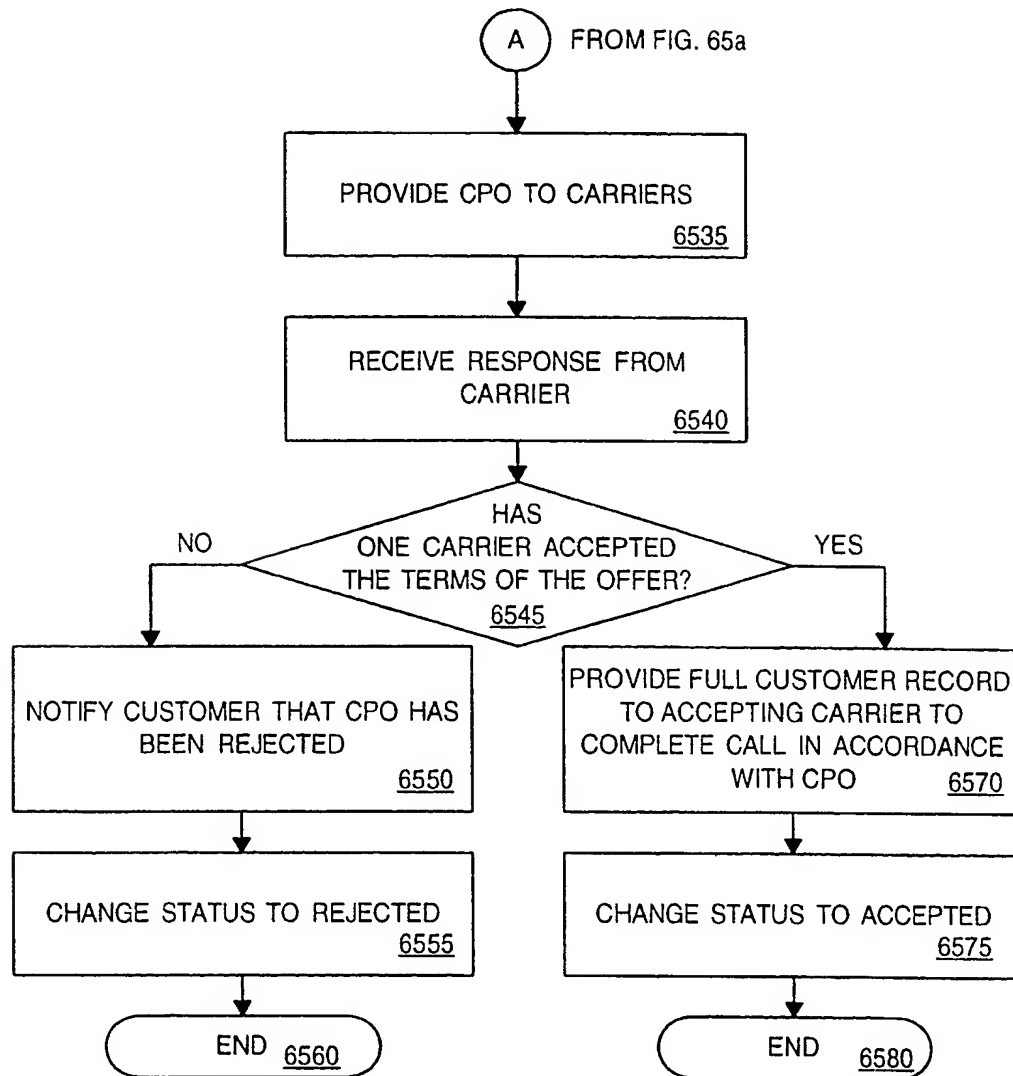 A FROM FIG. 65a
PROVIDE CPO TO CARRIERS
6535
RECEIVE RESPONSE FROM
CARRIER
6540
HAS
ONE CARRIER ACCEPTED
THE TERMS OF THE OFFER?
6545
NO
YES
NOTIFY CUSTOMER THAT CPO HAS
BEEN REJECTED
6550
PROVIDE FULL CUSTOMER RECORD
TO ACCEPTING CARRIER TO
COMPLETE CALL IN ACCORDANCE
WITH CPO 6570
CHANGE STATUS TO REJECTED
6555
CHANGE STATUS TO ACCEPTED
6575
END 6560
END 6580